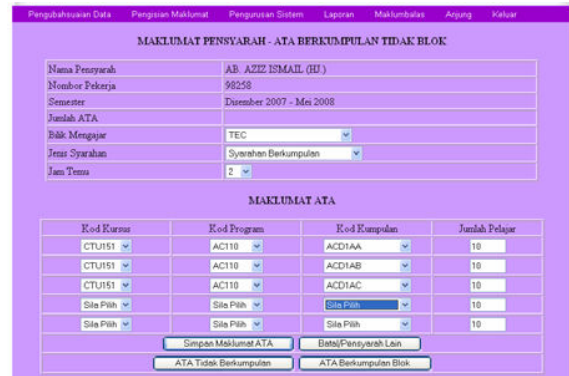 Pengubahsuaian Data Pengisian Maklumat Pengurusan Sistem Laporan Maklumbalas Anjung Keluar
MAKLUMAT PENSYARAH - ATA BERKUMPULAN TIDAK BLOK
Nama Pensyarah AB. AZIZ ISMAIL (HJ.)
Nombor Pekerja 98258
Semester Disember 2007 - Mei 2008
Jumlah ATA
Bilik Mengajar TEC
Jenis Syarahan Syarahan Berkumpulan
Jam Temu 2
MAKLUMAT ATA
Kod Kursus Kod Program Kod Kumpulan Jumlah Pelajar
CTU151 AC110 ACD1AA 10
CTU151 AC110 ACD1AB 10
CTU151 AC110 ACD1AC 10
Sila Pilih Sila Pilih Sila Pilih 10
Sila Pilih Sila Pilih Sila Pilih 10
Simpan Maklumat ATA Batal/Pensyarah Lain
ATA Tidak Berkumpulan ATA Berkumpulan Blok